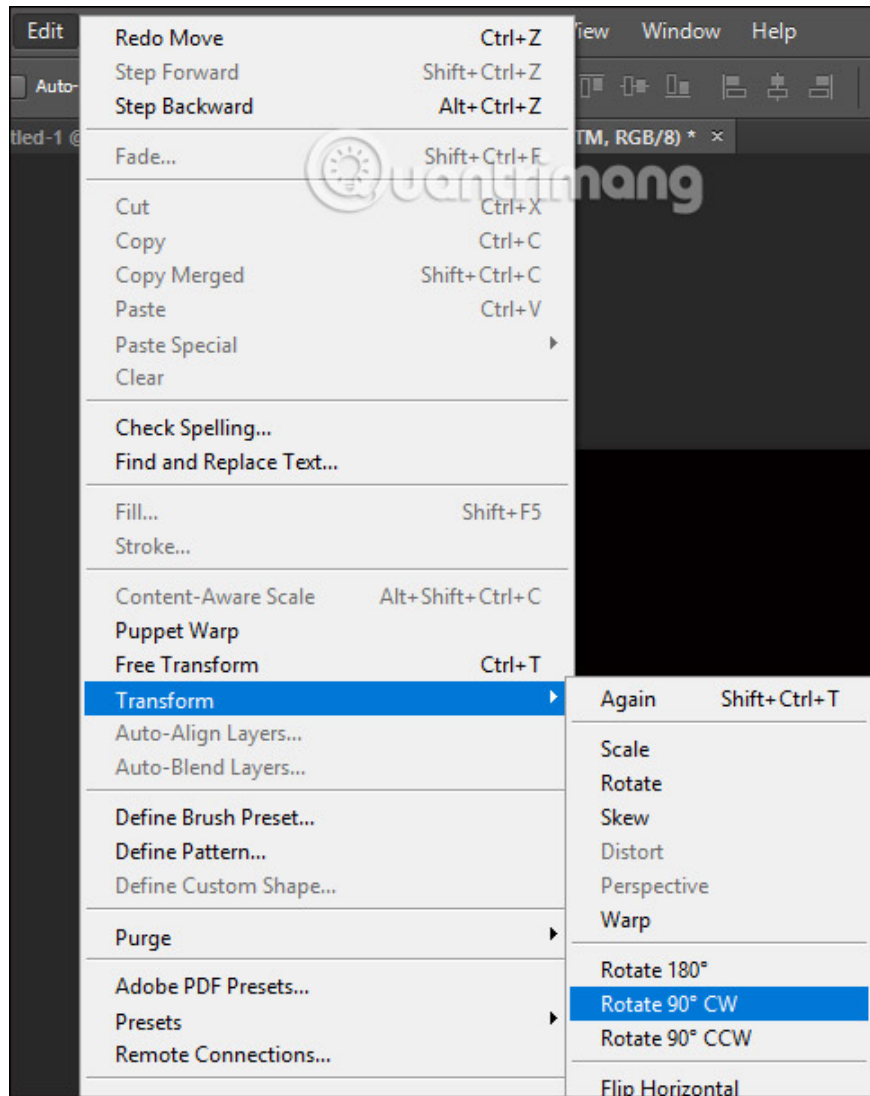 Edit
Redo Move Ctrl+Z
Window Help
Step Forward Shift+Ctrl+Z
Auto-
Step Backward Alt+Ctrl+Z
RGB/8) * ×
Fade... Shift+Ctrl+F
uantrimang
Cut Ctrl+X
Copy Ctrl+C
Copy Merged Shift+Ctrl+C
Paste Ctrl+V
Paste Special
Clear
Check Spelling...
Find and Replace Text...
Fill... Shift+F5
Stroke...
Content-Aware Scale Alt+Shift+Ctrl+C
Puppet Warp
Free Transform Ctrl+T
Transform
Auto-Align Layers...
Auto-Blend Layers...
Define Brush Preset...
Define Pattern...
Define Custom Shape...
Purge
Adobe PDF Presets...
Presets
Remote Connections...
Again Shift+Ctrl+T
Scale
Rotate
Skew
Distort
Perspective
Warp
Rotate 180°
Rotate 90° CW
Rotate 90° CCW
Flip Horizontal